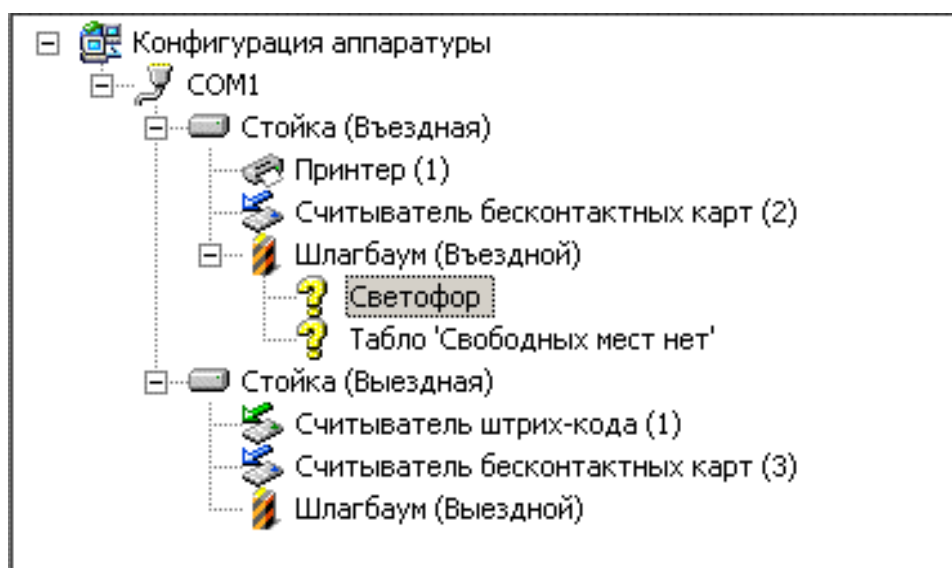 Конфигурация аппаратуры
COM1
Стойка (Въездная)
Принтер (1)
Считыватель бесконтактных карт (2)
Шлагбаум (Въездной)
Светофор
Табло 'Свободных мест нет'
Стойка (Выездная)
Считыватель штрих-кода (1)
Считыватель бесконтактных карт (3)
Шлагбаум (Выездной)